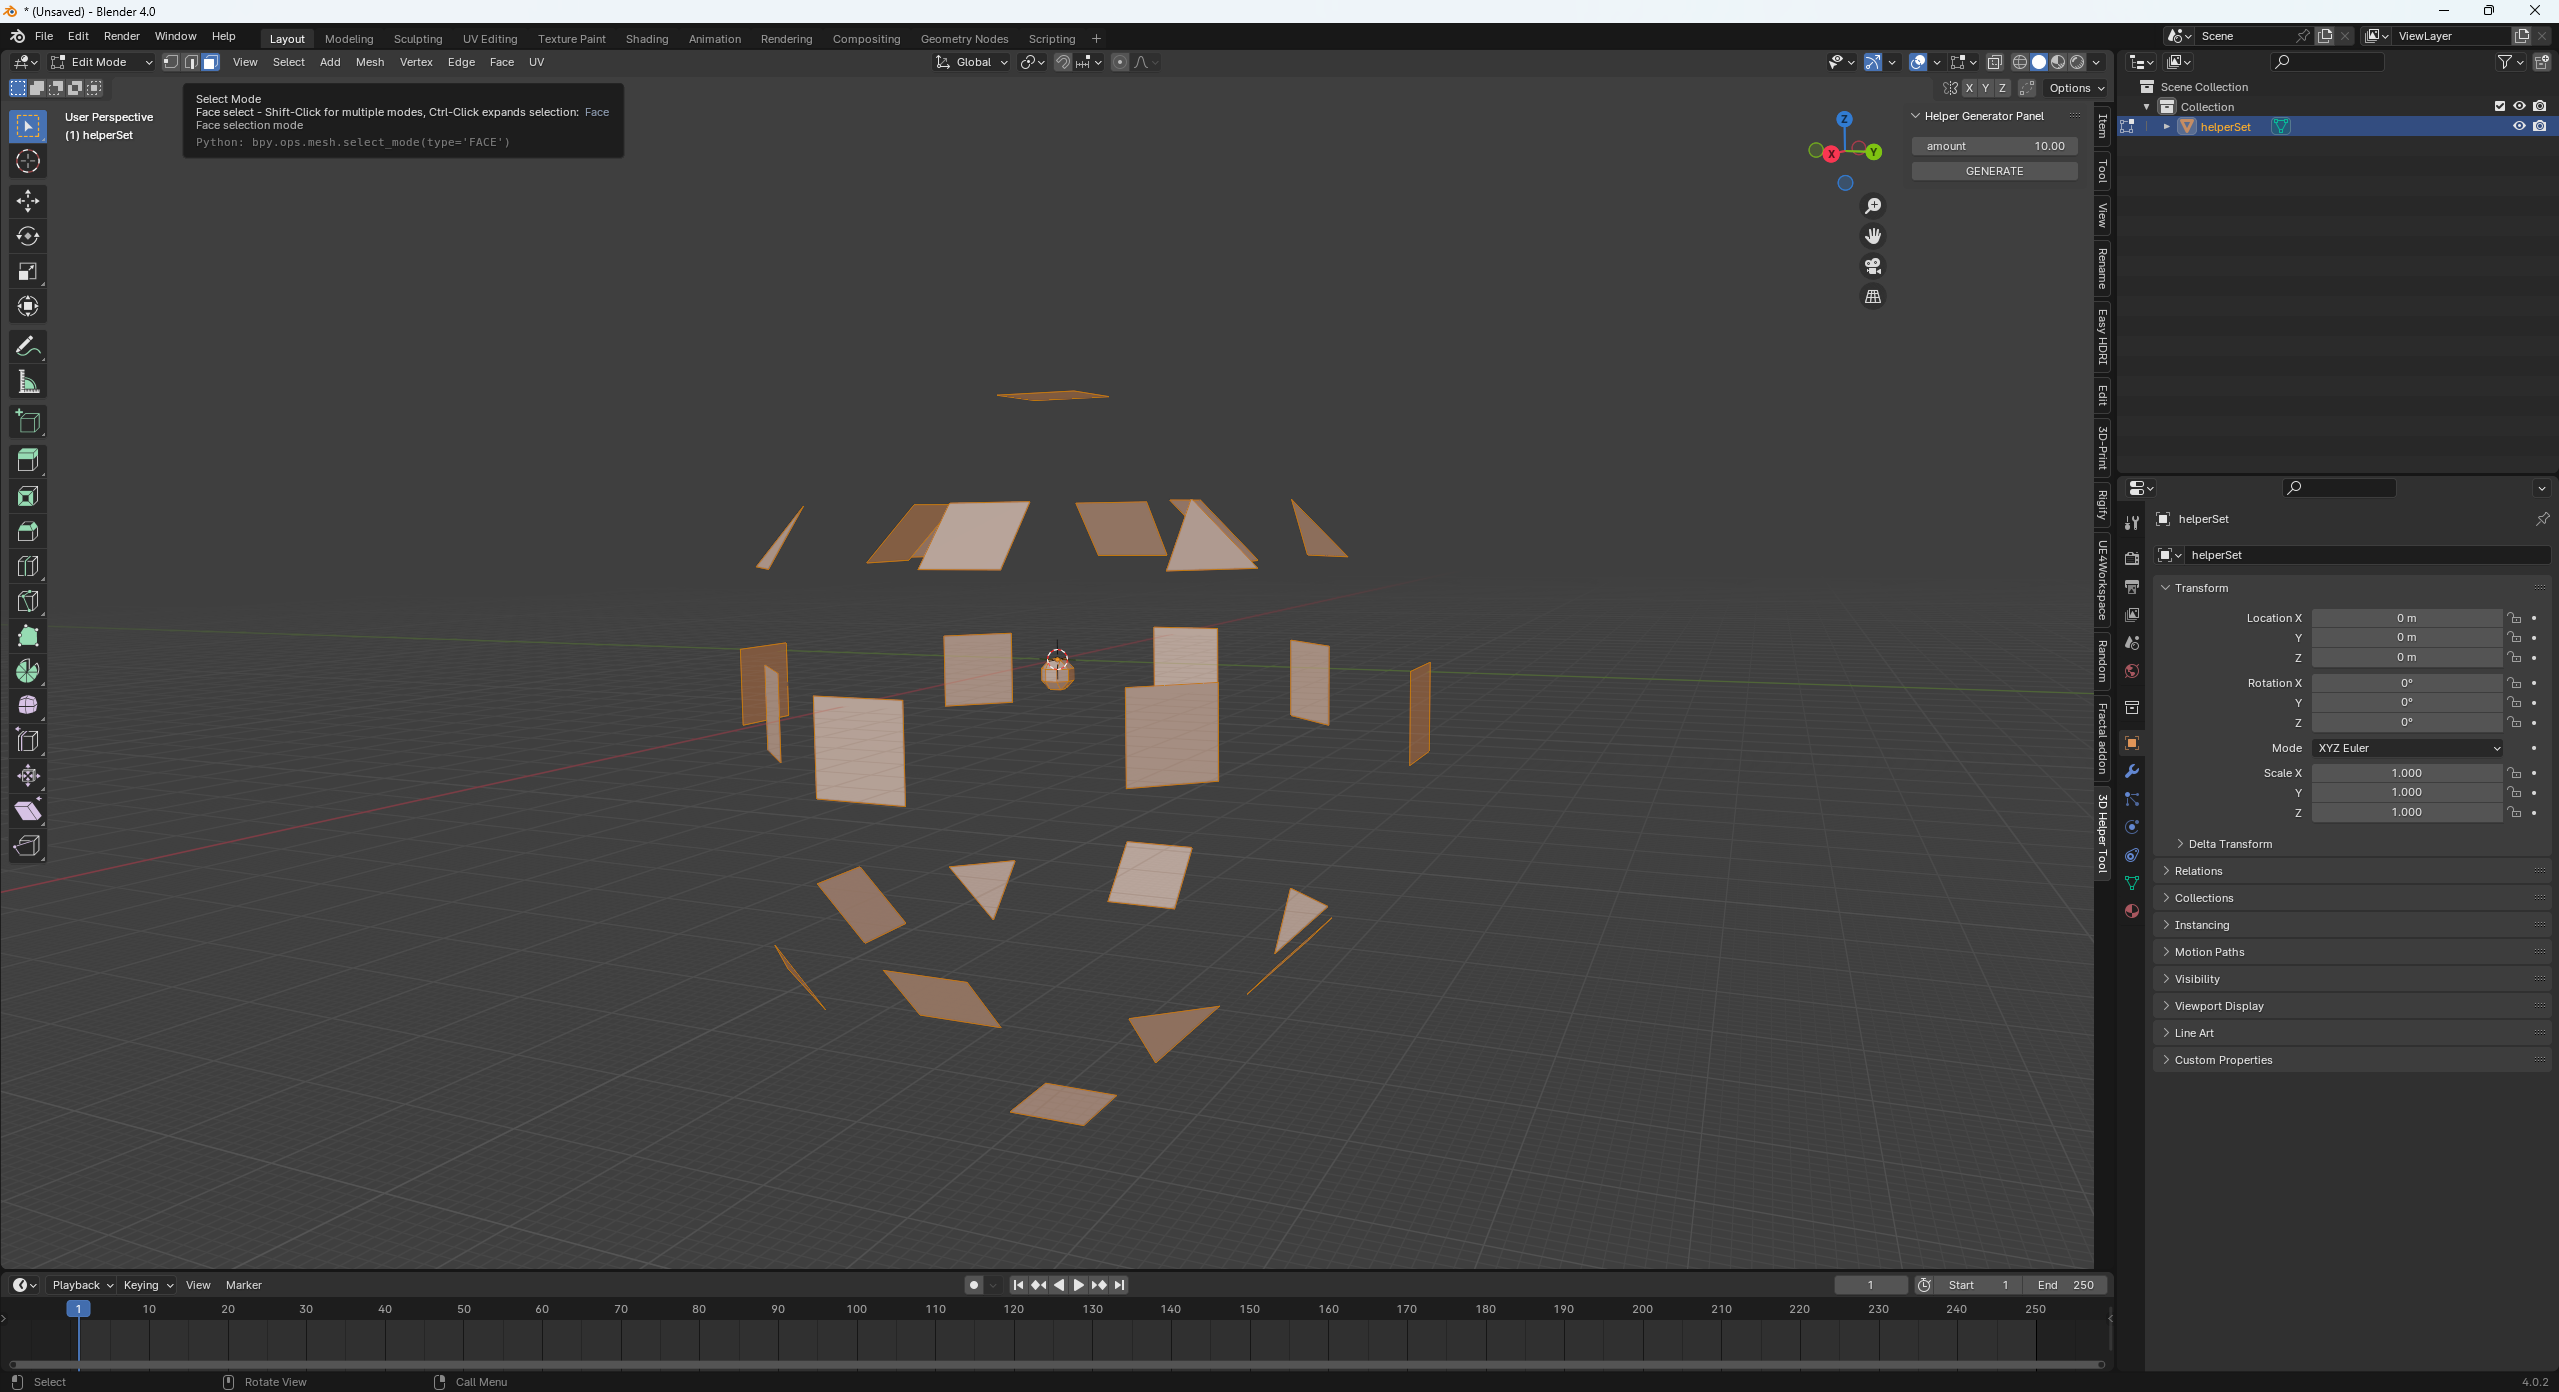 * (Unsaved) - Blender 4.0
File Edit Render Window Help
Layout Modeling Sculpting UV Editing Texture Paint Shading Animation Rendering Compositing Geometry Nodes Scripting +
Scene
ViewLayer
Edit Mode View Select Add Mesh Vertex Edge Face UV
Global
X Y Z Options
Select Mode
Face select - Shift-Click for multiple modes, Ctrl-Click expands selection: Face
Face selection mode
Python: bpy.ops.mesh.select_mode(type='FACE')
User Perspective
(1) helperSet
Z
X
Y
Helper Generator Panel
amount 10.00
GENERATE
Item
Tool
View
Rename
Easy HDRI
Edit
3D-Print
Rigify
UE4Workspace
Random
Fractal addon
3D Helper Tool
Scene Collection
Collection
helperSet
helperSet
helperSet
Transform
Location X 0 m
Y 0 m
Z 0 m
Rotation X 0°
Y 0°
Z 0°
Mode XYZ Euler
Scale X 1.000
Y 1.000
Z 1.000
Delta Transform
Relations
Collections
Instancing
Motion Paths
Visibility
Viewport Display
Line Art
Custom Properties
Playback Keying View Marker
1 Start 1 End 250
1 10 20 30 40 50 60 70 80 90 100 110 120 130 140 150 160 170 180 190 200 210 220 230 240 250
Select Rotate View Call Menu
4.0.2